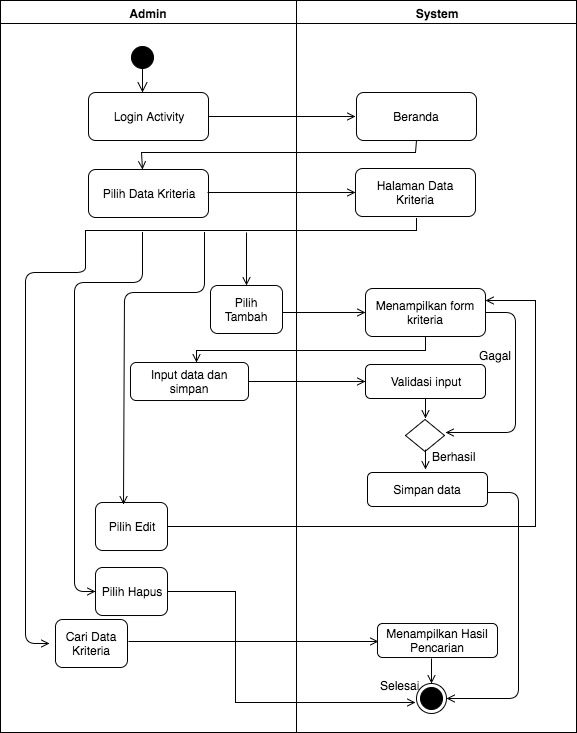 Admin
System
Login Activity
Beranda
Pilih Data Kriteria
Halaman Data
Kriteria
Pilih
Tambah
Menampilkan form
kriteria
Gagal
Input data dan
simpan
Validasi input
Berhasil
Simpan data
Pilih Edit
Pilih Hapus
Cari Data
Kriteria
Menampilkan Hasil
Pencarian
Selesai